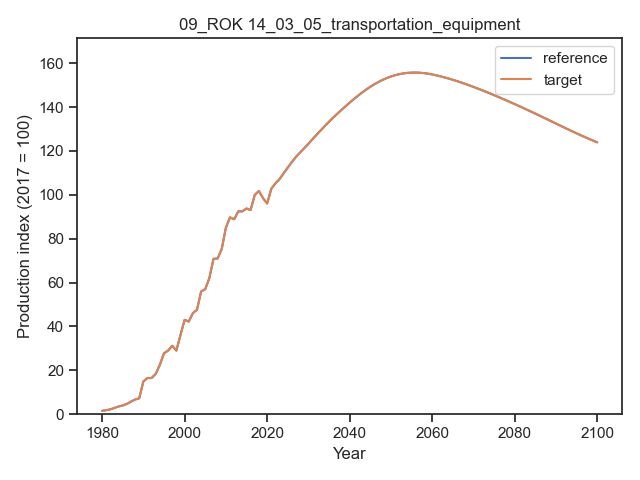 09_ROK 14_03_05_transportation_equipment
reference
target
Production index (2017 = 100)
160
140
120
100
80
60
40
20
0
1980 2000 2020 2040 2060 2080 2100
Year